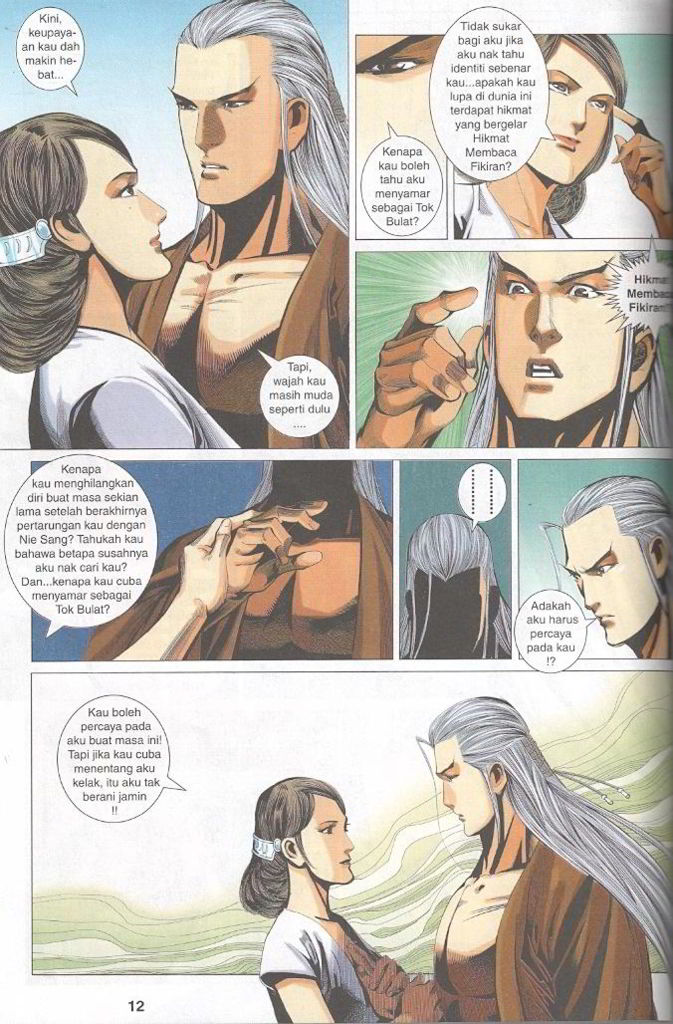 Kini,
keupaya-
an kau dah
makin he-
bat...
Tapi,
wajah kau
masih muda
seperti dulu
....
Kenapa
kau boleh
tahu aku
menyamar
sebagai Tok
Bulat?
Tidak sukar
bagi aku jika
aku nak tahu
identiti sebenar
kau...apakah kau
lupa di dunia ini
terdapat hikmat
yang bergelar
Hikmat
Membaca
Fikiran?
Hikmat
Membaca
Fikiran?
Kenapa
kau menghilangkan
diri buat masa sekian
lama setelah berakhirnya
pertarungan kau dengan
Nie Sang? Tahukah kau
bahawa betapa susahnya
aku nak cari kau?
Dan...kenapa kau cuba
menyamar sebagai
Tok Bulat?
Adakah
aku harus
percaya
pada kau
!?
Kau boleh
percaya pada
aku buat masa ini!
Tapi jika kau cuba
menentang aku
kelak, itu aku tak
berani jamin
!!
12